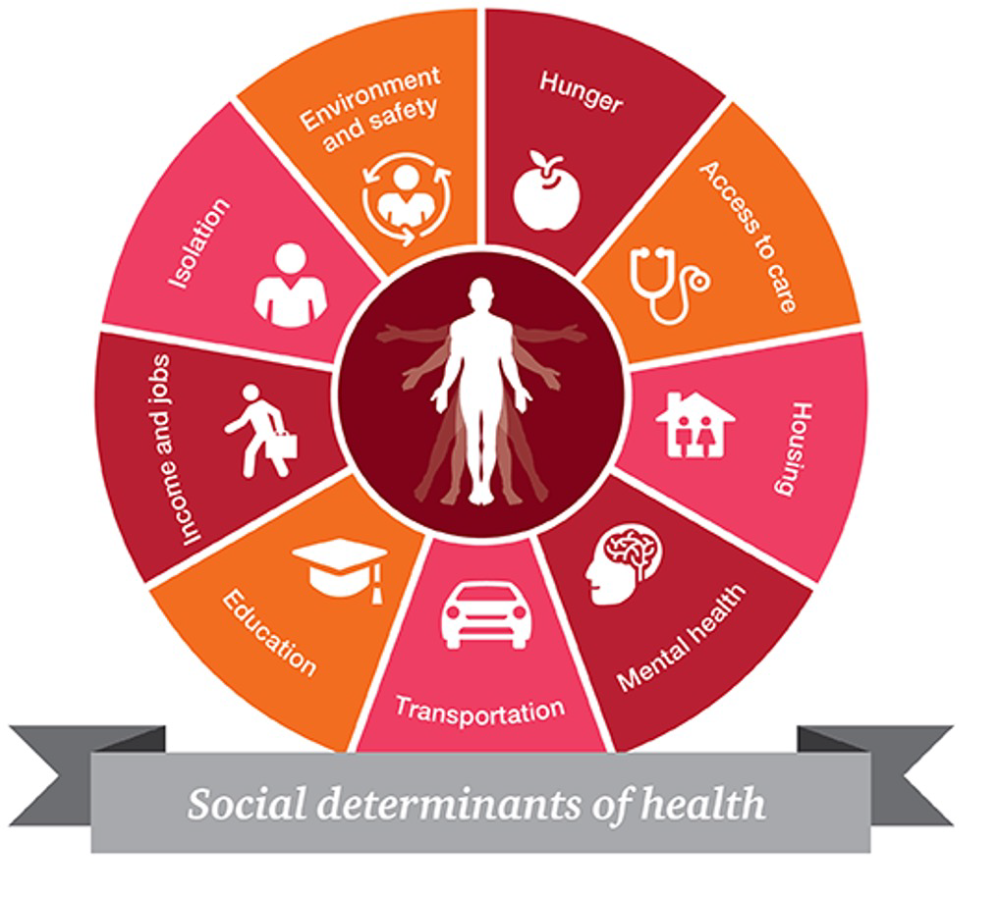 Environment
and safety
Hunger
Access to care
Housing
Mental health
Transportation
Education
Income and jobs
Isolation
Social determinants of health